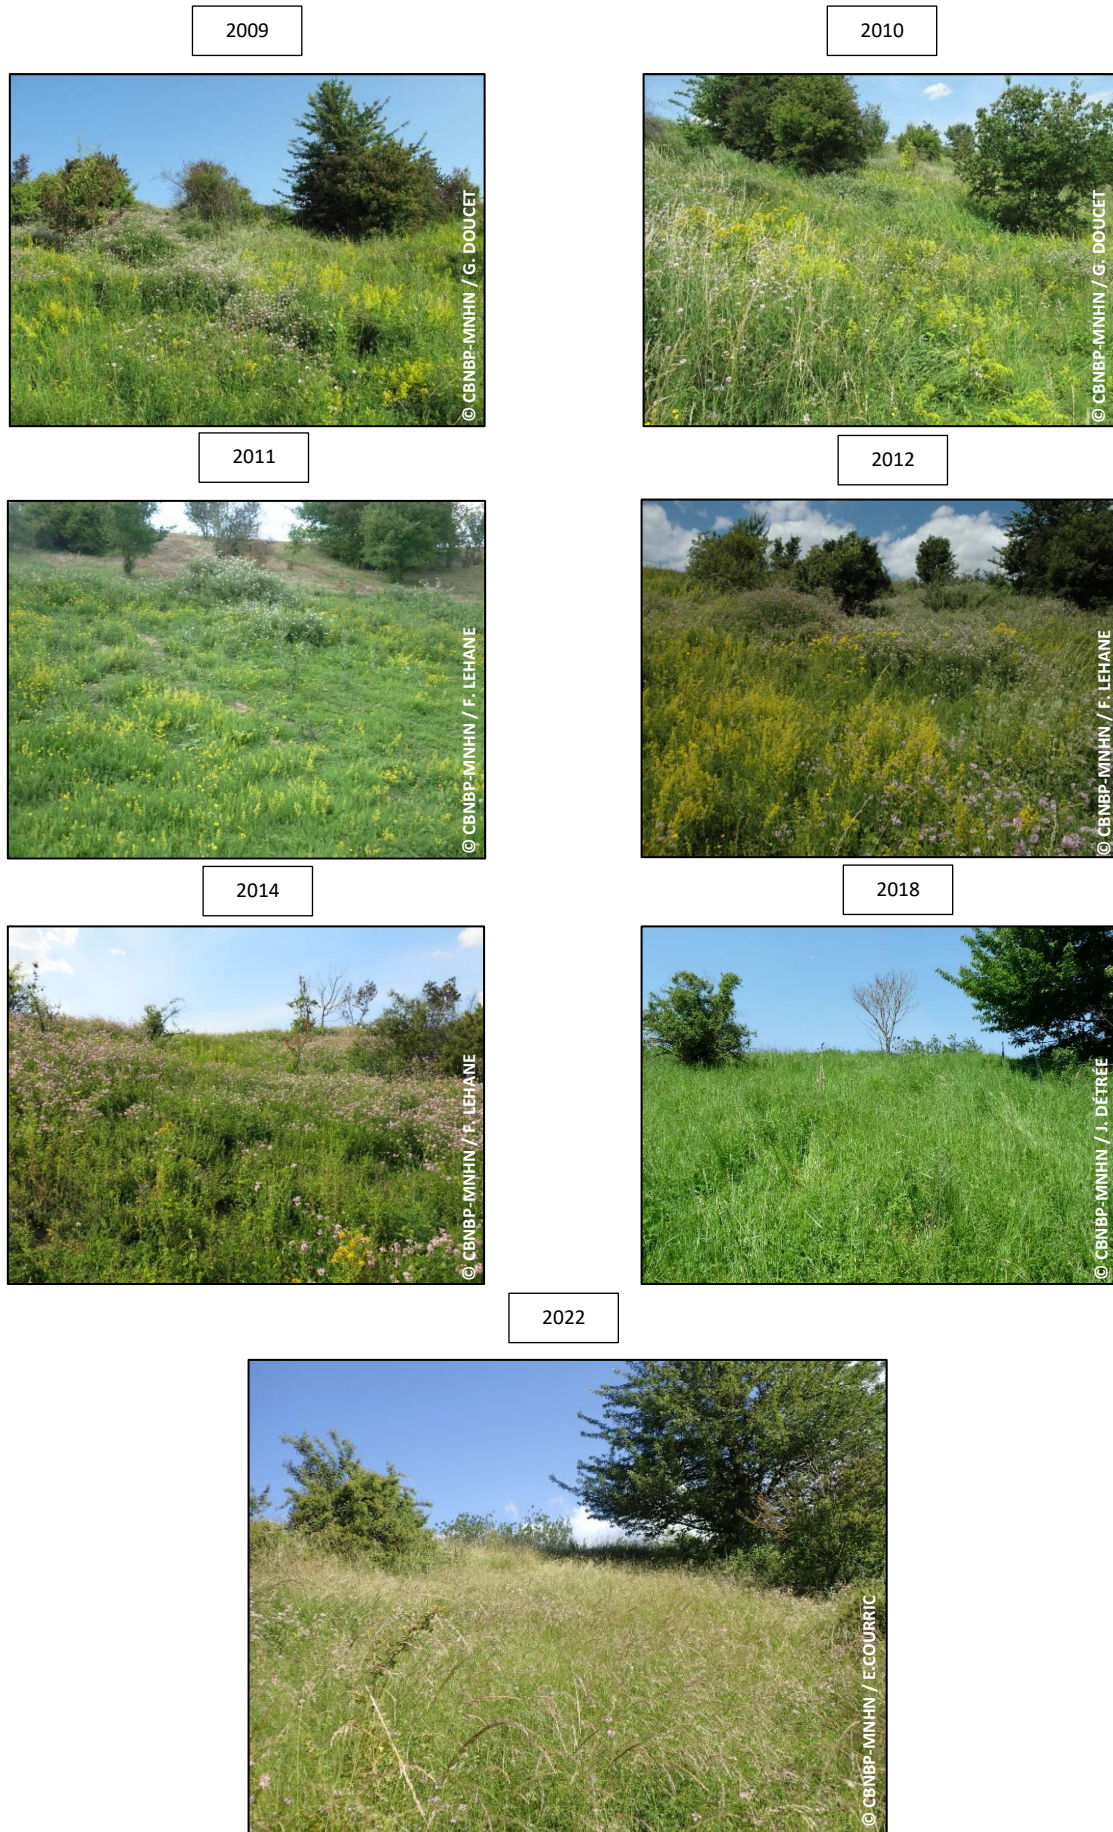 2009
2010
© CBNBP-MNHN / G. DOUCET
© CBNBP-MNHN / G. DOUCET
2011
2012
© CBNBP-MNHN / F. LEHANE
© CBNBP-MNHN / F. LEHANE
2014
2018
© CBNBP-MNHN / F. LEHANE
© CBNBP-MNHN / J. DÉTRÉE
2022
© CBNBP-MNHN / E.COURRIC